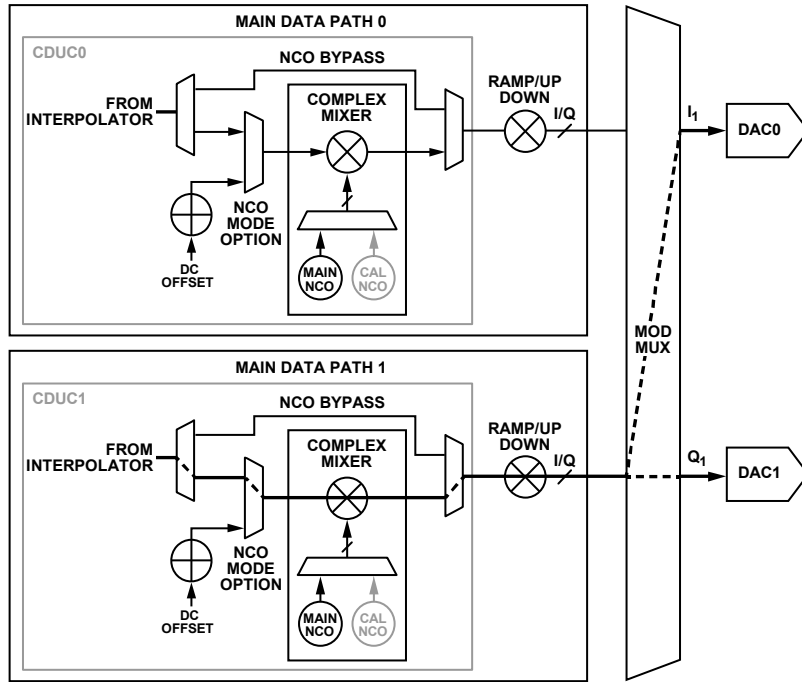 MAIN DATA PATH 0
CDUC0
NCO BYPASS
FROM
INTERPOLATOR
COMPLEX
MIXER
RAMP/UP
DOWN
I/Q
I1
DAC0
NCO
MODE
OPTION
DC
OFFSET
MAIN
NCO
CAL
NCO
MOD
MUX
MAIN DATA PATH 1
CDUC1
NCO BYPASS
FROM
INTERPOLATOR
COMPLEX
MIXER
RAMP/UP
DOWN
I/Q
Q1
DAC1
NCO
MODE
OPTION
DC
OFFSET
MAIN
NCO
CAL
NCO